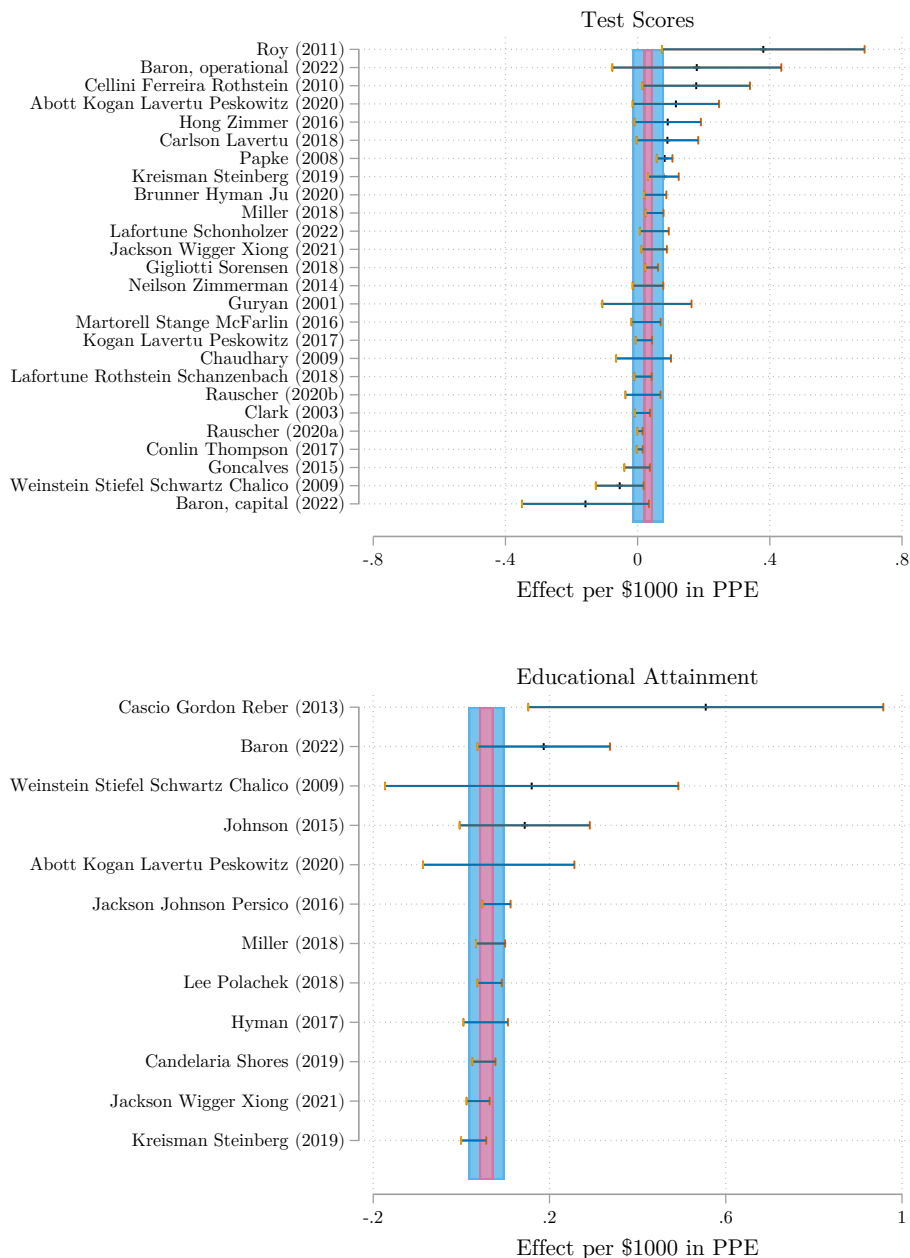 Test Scores
Roy (2011)
Baron, operational (2022)
Cellini Ferreira Rothstein (2010)
Abott Kogan Lavertu Peskowitz (2020)
Hong Zimmer (2016)
Carlson Lavertu (2018)
Papke (2008)
Kreisman Steinberg (2019)
Brunner Hyman Ju (2020)
Miller (2018)
Lafortune Schonholzer (2022)
Jackson Wigger Xiong (2021)
Gigliotti Sorensen (2018)
Neilson Zimmerman (2014)
Guryan (2001)
Martorell Stange McFarlin (2016)
Kogan Lavertu Peskowitz (2017)
Chaudhary (2009)
Lafortune Rothstein Schanzenbach (2018)
Rauscher (2020b)
Clark (2003)
Rauscher (2020a)
Conlin Thompson (2017)
Goncalves (2015)
Weinstein Stiefel Schwartz Chalico (2009)
Baron, capital (2022)
-.8 -.4 0 .4 .8
Effect per $1000 in PPE
Educational Attainment
Cascio Gordon Reber (2013)
Baron (2022)
Weinstein Stiefel Schwartz Chalico (2009)
Johnson (2015)
Abott Kogan Lavertu Peskowitz (2020)
Jackson Johnson Persico (2016)
Miller (2018)
Lee Polachek (2018)
Hyman (2017)
Candelaria Shores (2019)
Jackson Wigger Xiong (2021)
Kreisman Steinberg (2019)
-.2 .2 .6 1
Effect per $1000 in PPE